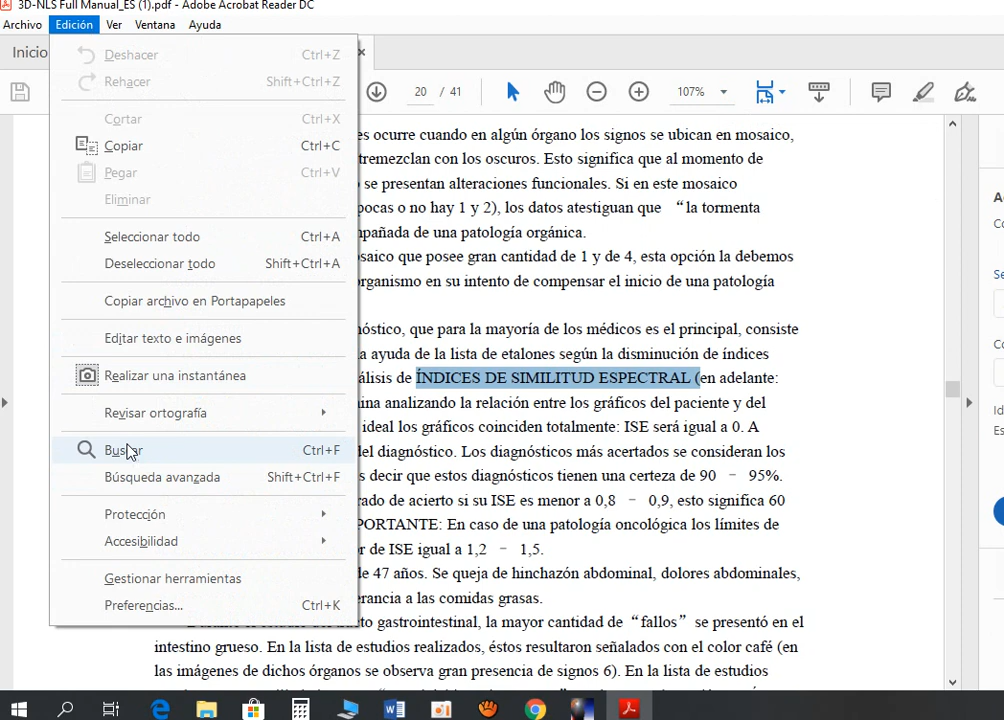 3D-NLS Full Manual_ES (1).pdf - Adobe Acrobat Reader DC
Archivo Edición Ver Ventana Ayuda
Inicio
20 / 41 107%
Deshacer Ctrl+Z
Rehacer Shift+Ctrl+Z
Cortar Ctrl+X
Copiar Ctrl+C
Pegar Ctrl+V
Eliminar
Seleccionar todo Ctrl+A
Deseleccionar todo Shift+Ctrl+A
Copiar archivo en Portapapeles
Editar texto e imágenes
Realizar una instantánea
Revisar ortografía
Buscar Ctrl+F
Búsqueda avanzada Shift+Ctrl+F
Protección
Accesibilidad
Gestionar herramientas
Preferencias... Ctrl+K
es ocurre cuando en algún órgano los signos se ubican en mosaico,
tremezclan con los oscuros. Esto significa que al momento de
se presentan alteraciones funcionales. Si en este mosaico
pocas o no hay 1 y 2), los datos atestiguan que “la tormenta
pañada de una patología orgánica.
saico que posee gran cantidad de 1 y de 4, esta opción la debemos
organismo en su intento de compensar el inicio de una patología
nóstico, que para la mayoría de los médicos es el principal, consiste
a ayuda de la lista de etalones según la disminución de índices
álisis de ÍNDICES DE SIMILITUD ESPECTRAL (en adelante:
ina analizando la relación entre los gráficos del paciente y del
ideal los gráficos coinciden totalmente: ISE será igual a 0. A
del diagnóstico. Los diagnósticos más acertados se consideran los
s decir que estos diagnósticos tienen una certeza de 90 – 95%.
rado de acierto si su ISE es menor a 0,8 – 0,9, esto significa 60
PORTANTE: En caso de una patología oncológica los límites de
or de ISE igual a 1,2 – 1,5.
de 47 años. Se queja de hinchazón abdominal, dolores abdominales,
erancia a las comidas grasas.
cto gastrointestinal, la mayor cantidad de “fallos” se presentó en el
intestino grueso. En la lista de estudios realizados, éstos resultaron señalados con el color café (en
las imágenes de dichos órganos se observa gran presencia de signos 6). En la lista de estudios